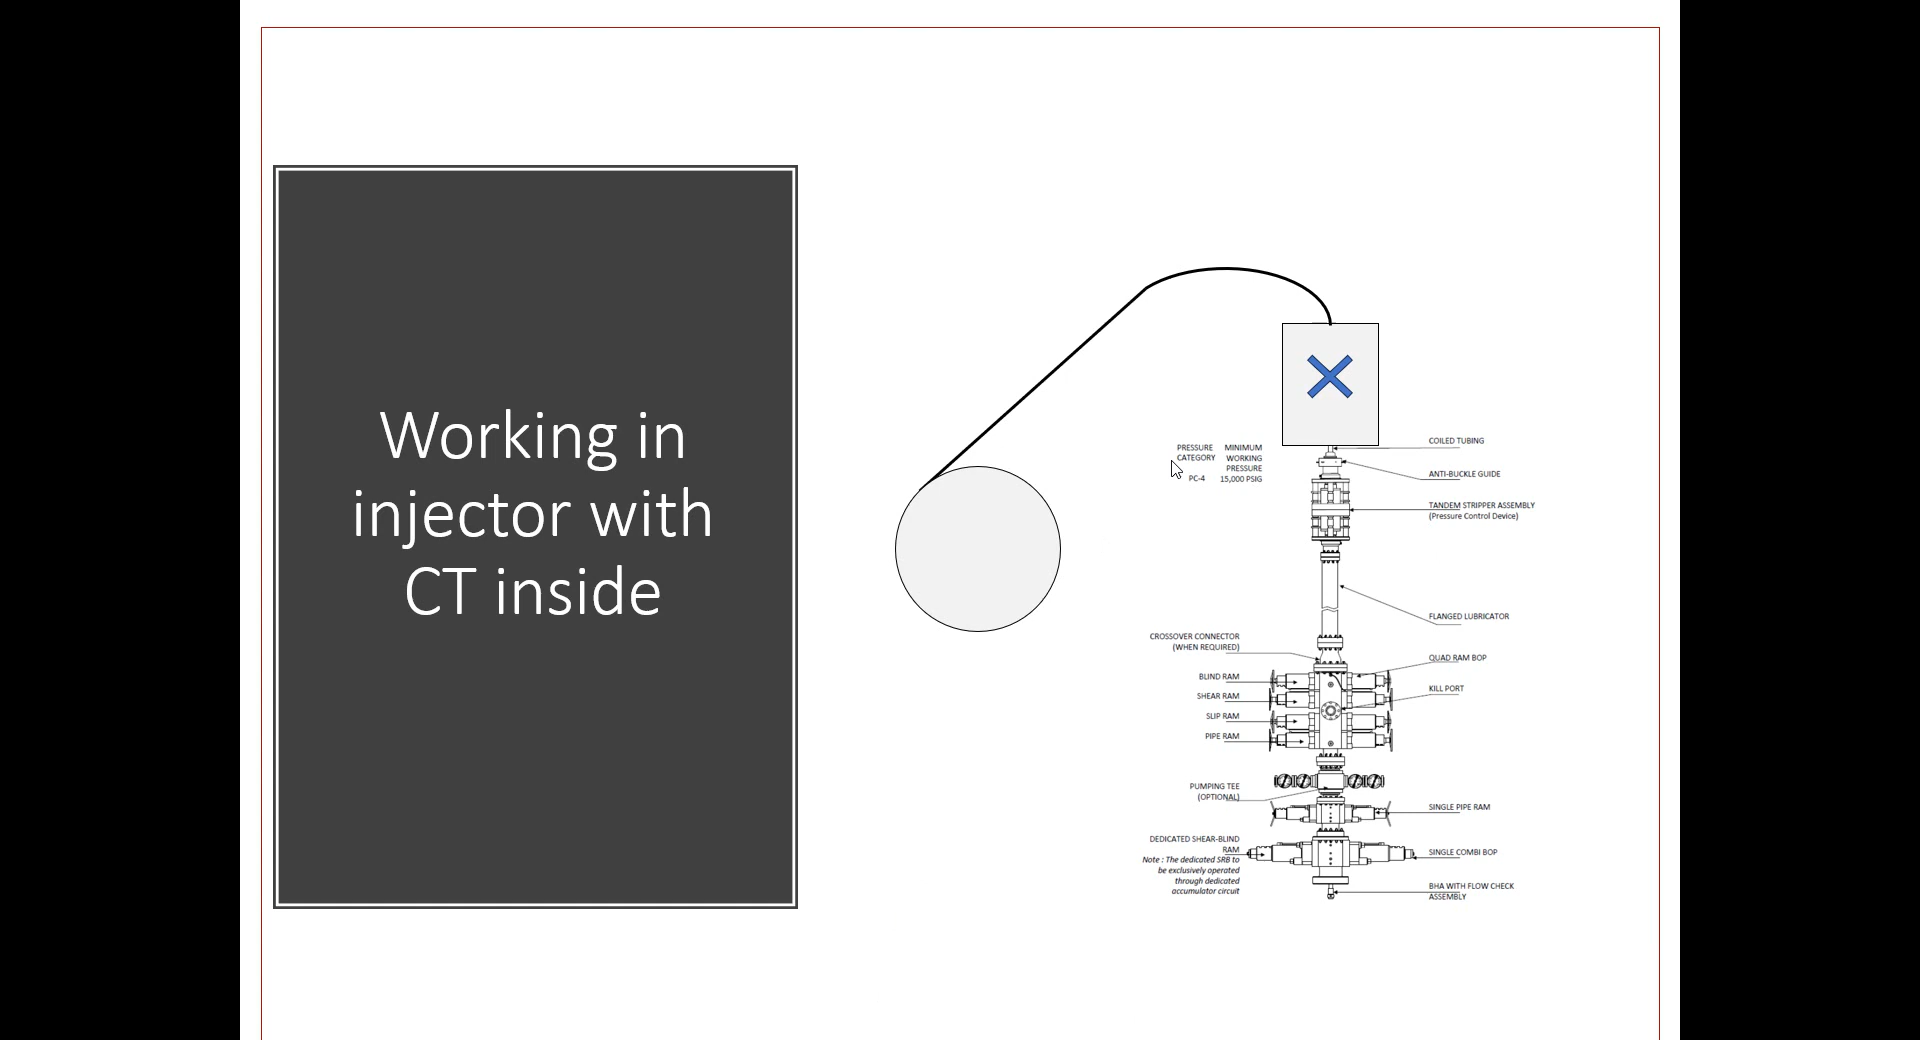 Working in
injector with
CT inside
PRESSURE CATEGORY
PC-4
MINIMUM WORKING PRESSURE
15,000 PSIG
COILED TUBING
ANTI-BUCKLE GUIDE
TANDEM STRIPPER ASSEMBLY
(Pressure Control Device)
FLANGED LUBRICATOR
CROSSOVER CONNECTOR
(WHEN REQUIRED)
QUAD RAM BOP
BLIND RAM
KILL PORT
SHEAR RAM
SLIP RAM
PIPE RAM
PUMPING TEE
(OPTIONAL)
SINGLE PIPE RAM
DEDICATED SHEAR-BLIND
RAM
Note : The dedicated SRB to
be exclusively operated
through dedicated
accumulator circuit
SINGLE COMBI BOP
BHA WITH FLOW CHECK
ASSEMBLY